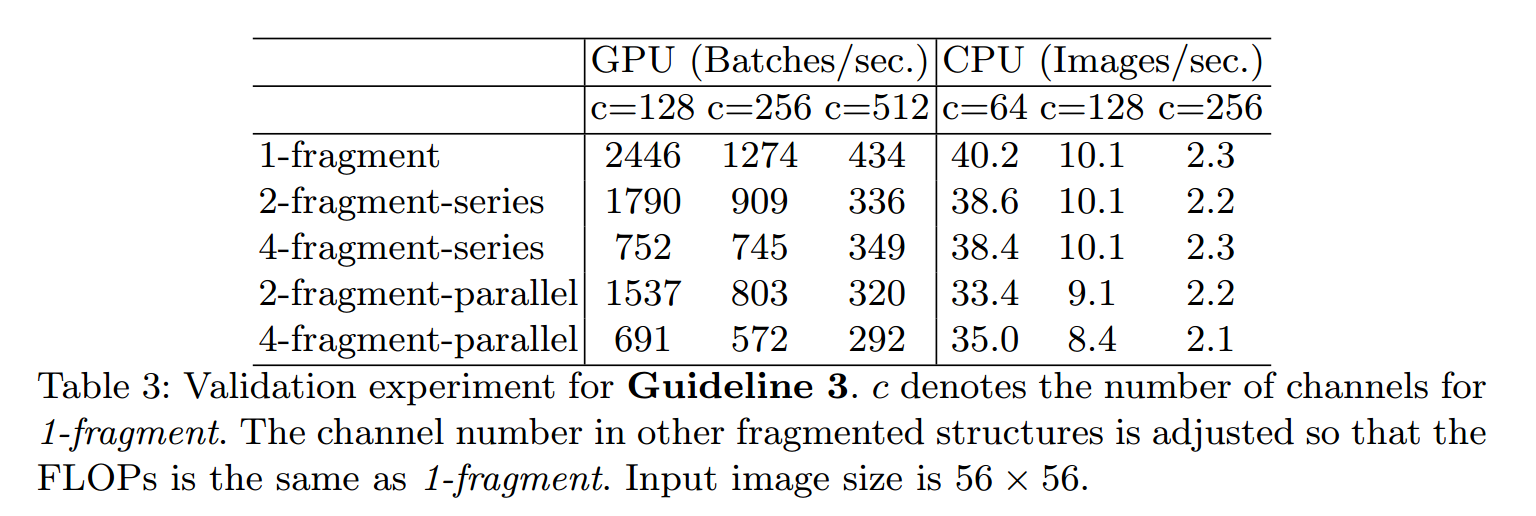 GPU (Batches/sec.) CPU (Images/sec.)
c=128 c=256 c=512 c=64 c=128 c=256
1-fragment 2446 1274 434 40.2 10.1 2.3
2-fragment-series 1790 909 336 38.6 10.1 2.2
4-fragment-series 752 745 349 38.4 10.1 2.3
2-fragment-parallel 1537 803 320 33.4 9.1 2.2
4-fragment-parallel 691 572 292 35.0 8.4 2.1
Table 3: Validation experiment for Guideline 3. c denotes the number of channels for
1-fragment. The channel number in other fragmented structures is adjusted so that the
FLOPs is the same as 1-fragment. Input image size is 56 × 56.